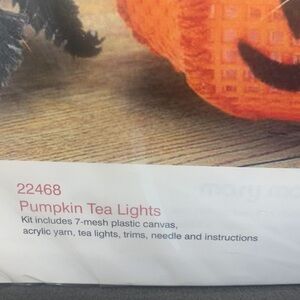 22468
Pumpkin Tea Lights
Kit includes 7-mesh plastic canvas,
acrylic yarn, tea lights, trims, needle and instructions